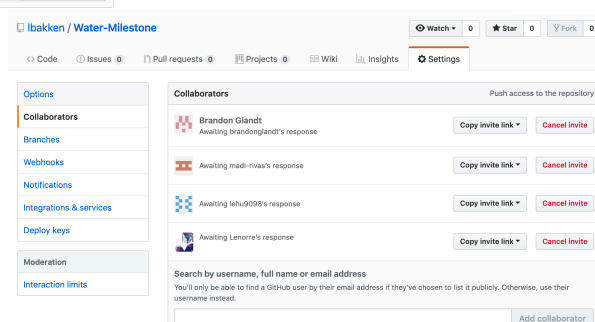 lbakken / Water-Milestone
Watch 0 Star 0 Fork 0
Code Issues 0 Pull requests 0 Projects 0 Wiki Insights Settings
Options
Collaborators
Branches
Webhooks
Notifications
Integrations & services
Deploy keys
Moderation
Interaction limits
Collaborators Push access to the repository
Brandon Glandt
Awaiting brandonglandt's response
Copy invite link Cancel invite
Awaiting madi-rivas's response
Copy invite link Cancel invite
Awaiting lehu9098's response
Copy invite link Cancel invite
Awaiting Lenorre's response
Copy invite link Cancel invite
Search by username, full name or email address
You'll only be able to find a GitHub user by their email address if they've chosen to list it publicly. Otherwise, use their
username instead.
Add collaborator